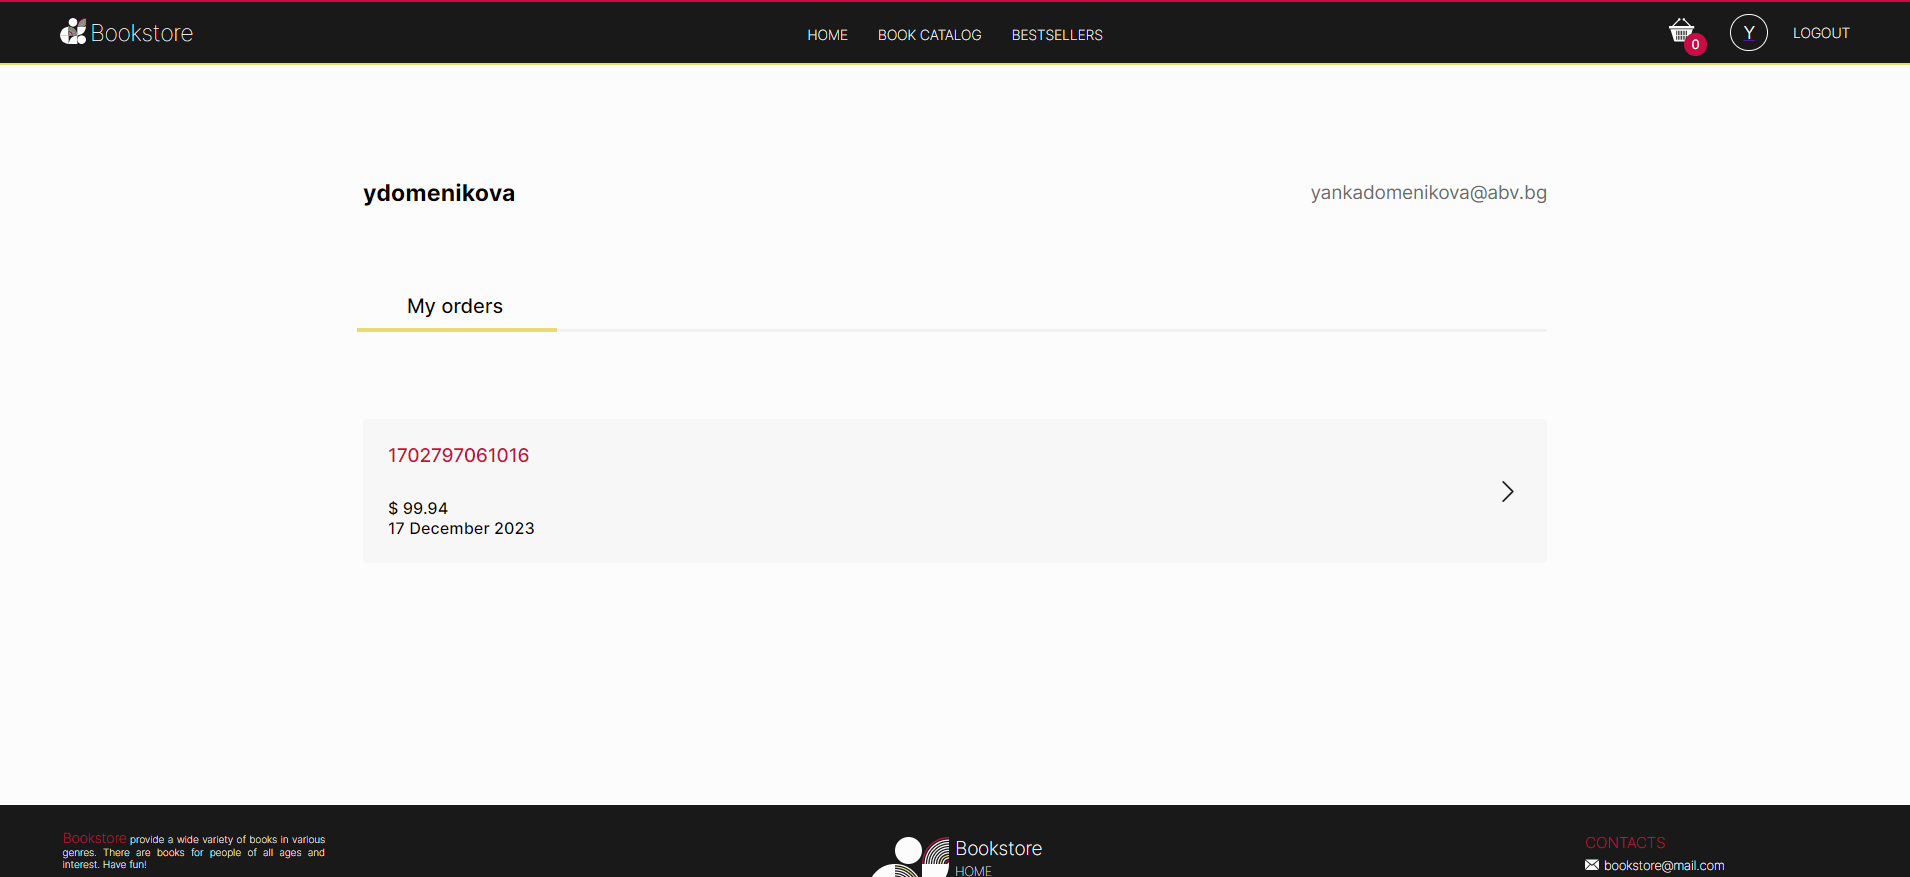 Bookstore
HOME
BOOK CATALOG
BESTSELLERS
0
Y
LOGOUT
ydomenikova
yankadomenikova@abv.bg
My orders
1702797061016
$ 99.94
17 December 2023
Bookstore provide a wide variety of books in various
genres. There are books for people of all ages and
interest. Have fun!
Bookstore
HOME
CONTACTS
bookstore@mail.com